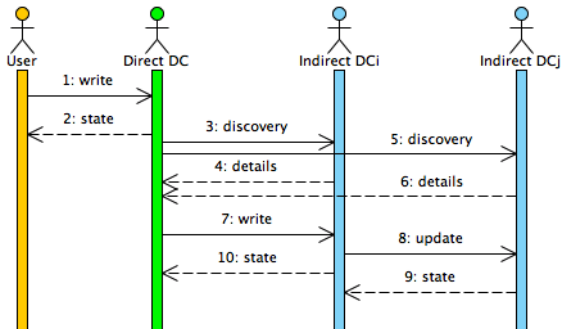 User
Direct DC
Indirect DCi
Indirect DCj
1: write
2: state
3: discovery
5: discovery
4: details
6: details
7: write
8: update
10: state
9: state